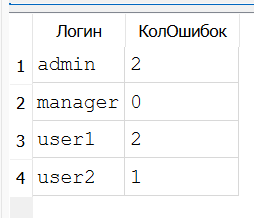 Логин КолОшибок
1 admin 2
2 manager 0
3 user1 2
4 user2 1